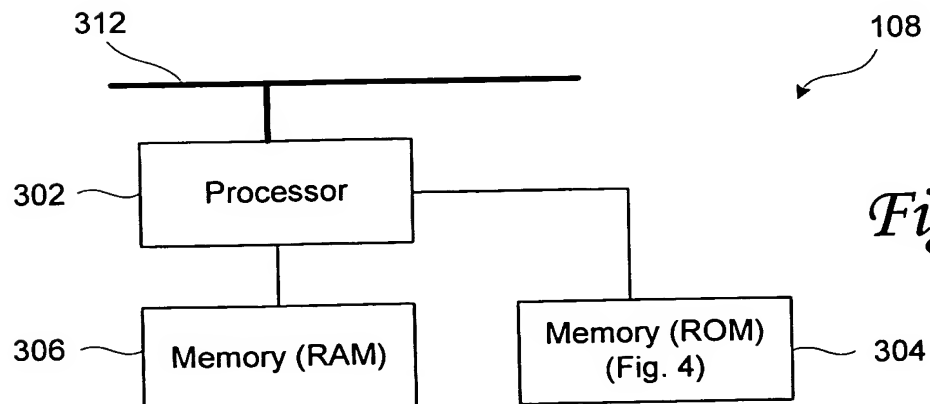 312
108
302
Processor
306
Memory (RAM)
Memory (ROM)
(Fig. 4)
304